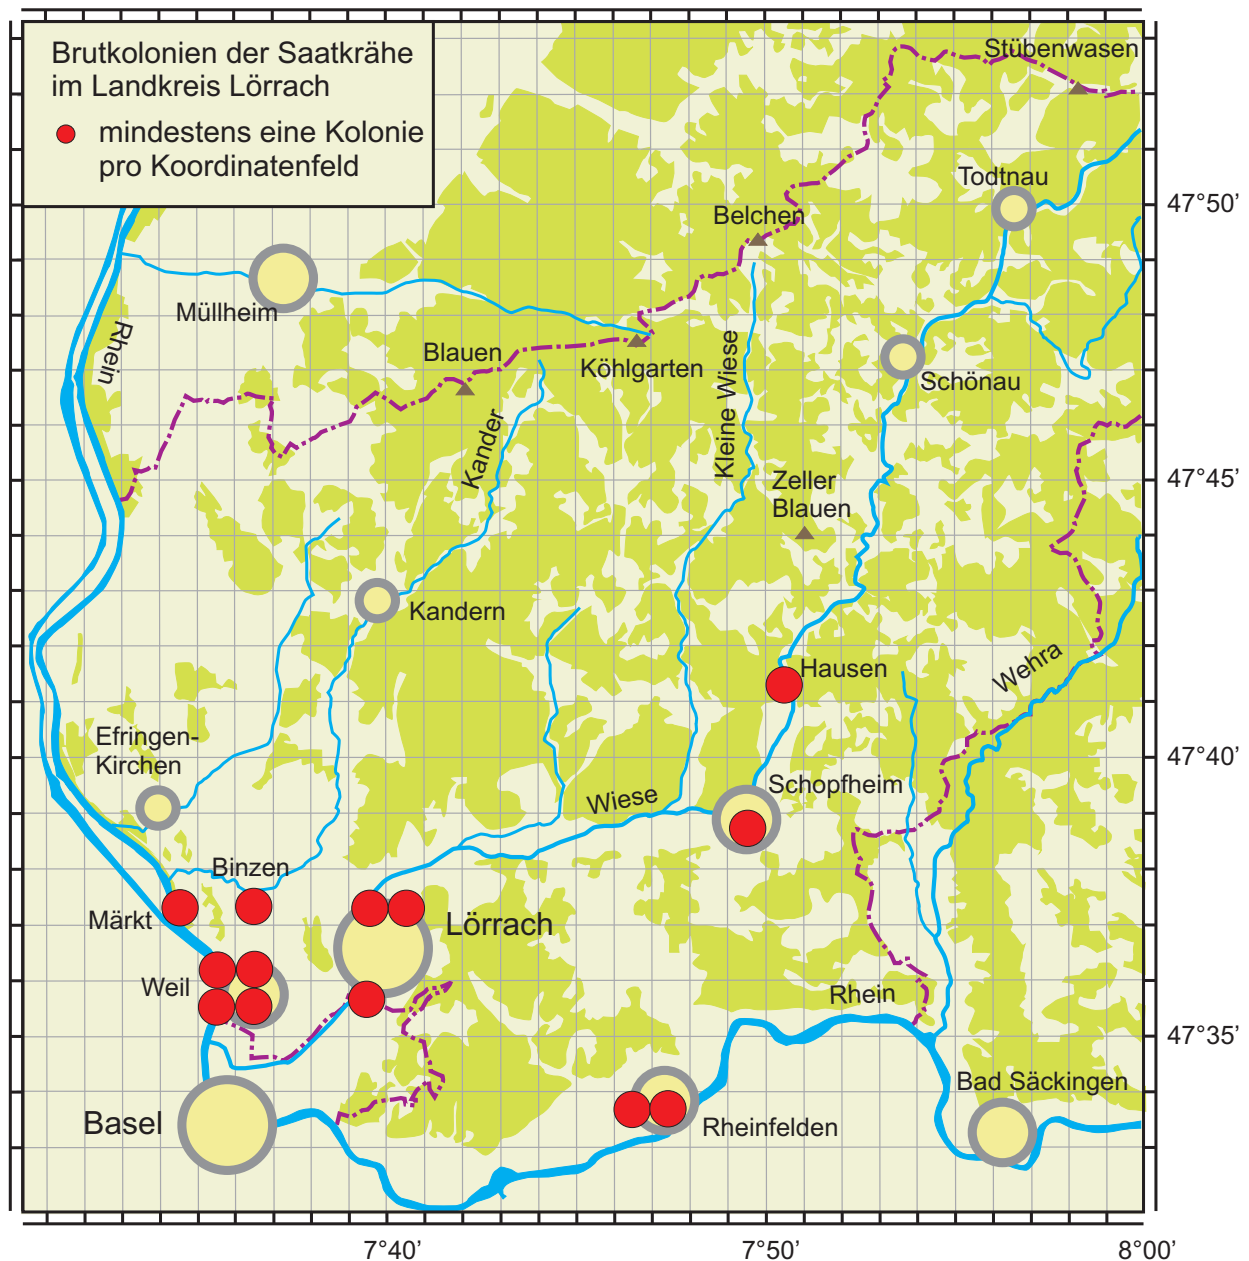 Brutkolonien der Saatkrähe
im Landkreis Lörrach
mindestens eine Kolonie
pro Koordinatenfeld
Stübenwasen
Todtnau
47°50'
Belchen
Müllheim
Rhein
Blauen
Köhlgarten
Kleine Wiese
Schönau
Kander
Zeller
Blauen
47°45'
Kandern
Wehra
Hausen
Efringen-
Kirchen
47°40'
Schopfheim
Wiese
Binzen
Märkt
Lörrach
Weil
Rhein
47°35'
Bad Säckingen
Basel
Rheinfelden
7°40'
7°50'
8°00'